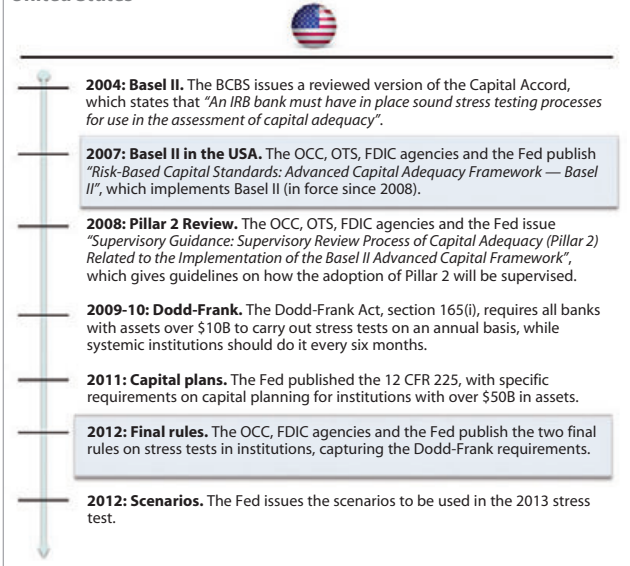 United States
2004: Basel II. The BCBS issues a reviewed version of the Capital Accord,
which states that “An IRB bank must have in place sound stress testing processes
for use in the assessment of capital adequacy”.
2007: Basel II in the USA. The OCC, OTS, FDIC agencies and the Fed publish
“Risk-Based Capital Standards: Advanced Capital Adequacy Framework — Basel
II”, which implements Basel II (in force since 2008).
2008: Pillar 2 Review. The OCC, OTS, FDIC agencies and the Fed issue
“Supervisory Guidance: Supervisory Review Process of Capital Adequacy (Pillar 2)
Related to the Implementation of the Basel II Advanced Capital Framework”,
which gives guidelines on how the adoption of Pillar 2 will be supervised.
2009-10: Dodd-Frank. The Dodd-Frank Act, section 165(i), requires all banks
with assets over $10B to carry out stress tests on an annual basis, while
systemic institutions should do it every six months.
2011: Capital plans. The Fed published the 12 CFR 225, with specific
requirements on capital planning for institutions with over $50B in assets.
2012: Final rules. The OCC, FDIC agencies and the Fed publish the two final
rules on stress tests in institutions, capturing the Dodd-Frank requirements.
2012: Scenarios. The Fed issues the scenarios to be used in the 2013 stress
test.